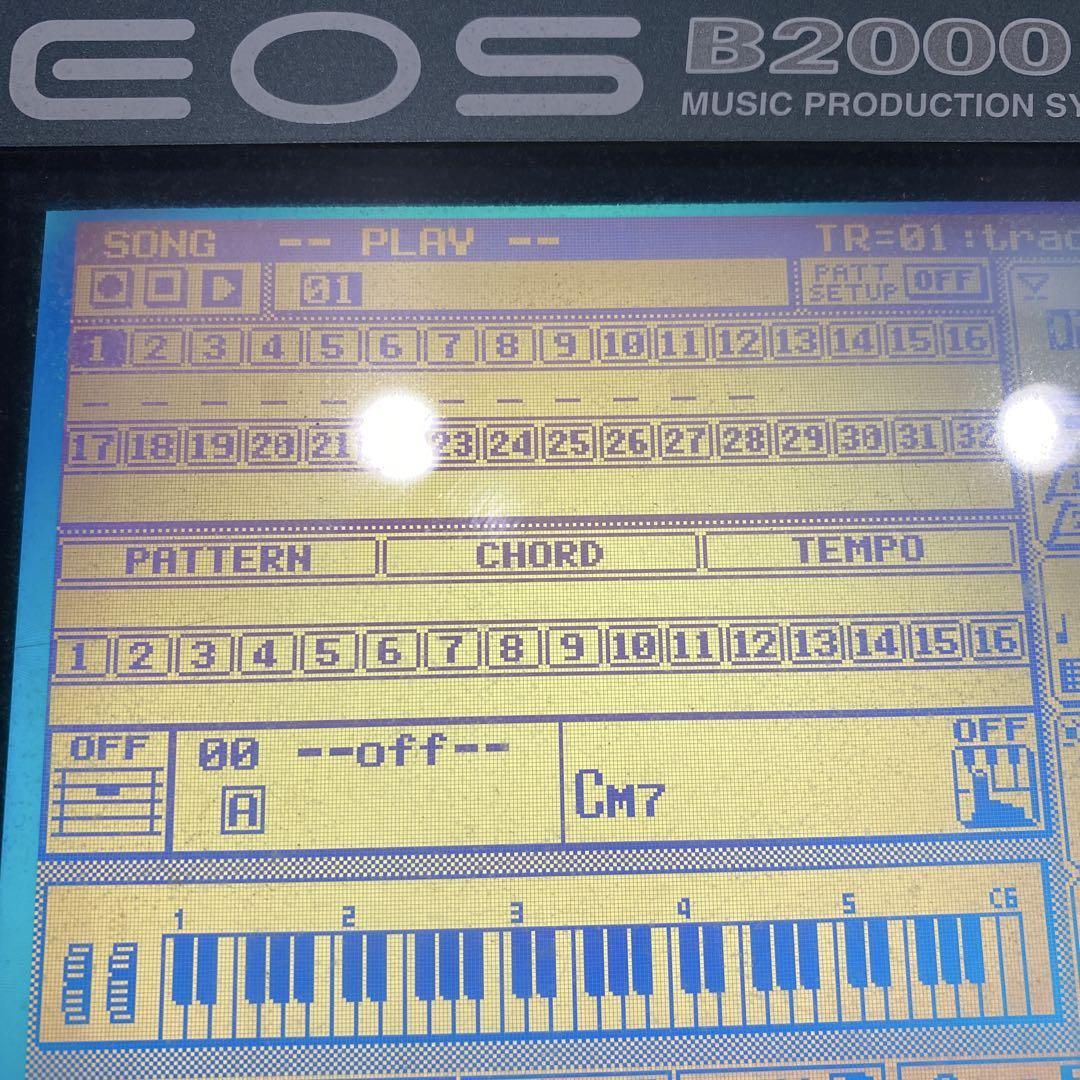 EOS B2000
MUSIC PRODUCTION
SONG -- PLAY -- TR=01:
01 PATT SETUP OFF
1 2 3 4 5 6 7 8 9 10 11 12 13 14 15 16
– – – – – – – – – – –
17 18 19 20 21 23 24 25 26 27 28 29 30 31 32
PATTERN CHORD TEMPO
1 2 3 4 5 6 7 8 9 10 11 12 13 14 15 16
OFF 00 --off-- OFF
A Cm7
1 2 3 4 5 C6